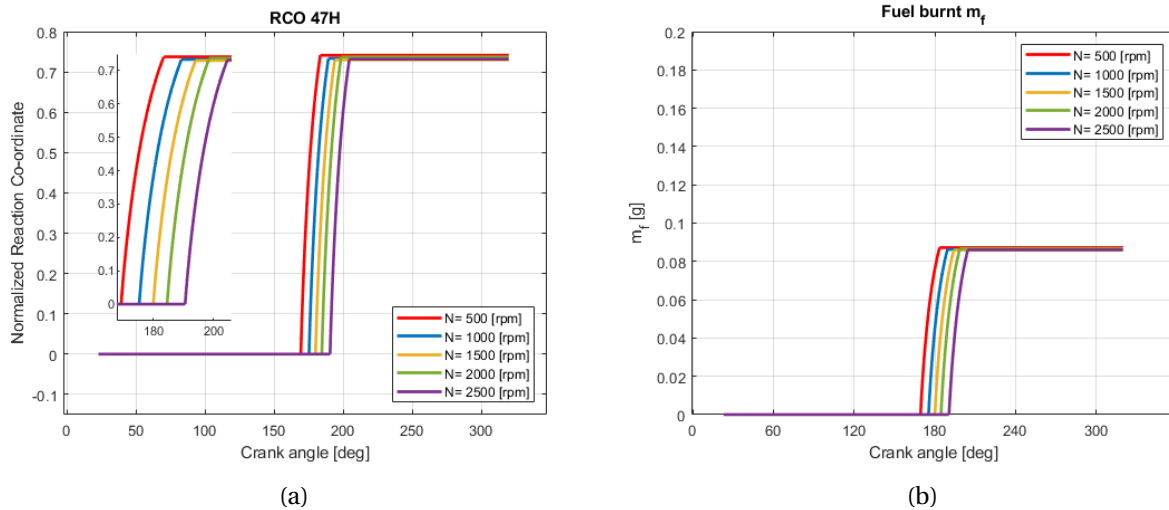 RCO 47H
Normalized Reaction Co-ordinate
0.8
0.7
0.6
0.5
0.4
0.3
0.2
0.1
0
-0.1
0.7
0.6
0.5
0.4
0.3
0.2
0.1
0
180 200
N= 500 [rpm]
N= 1000 [rpm]
N= 1500 [rpm]
N= 2000 [rpm]
N= 2500 [rpm]
0 50 100 150 200 250 300
Crank angle [deg]
(a)
Fuel burnt m_f
m_f [g]
0.2
0.18
0.16
0.14
0.12
0.1
0.08
0.06
0.04
0.02
0
N= 500 [rpm]
N= 1000 [rpm]
N= 1500 [rpm]
N= 2000 [rpm]
N= 2500 [rpm]
0 60 120 180 240 300
Crank angle [deg]
(b)